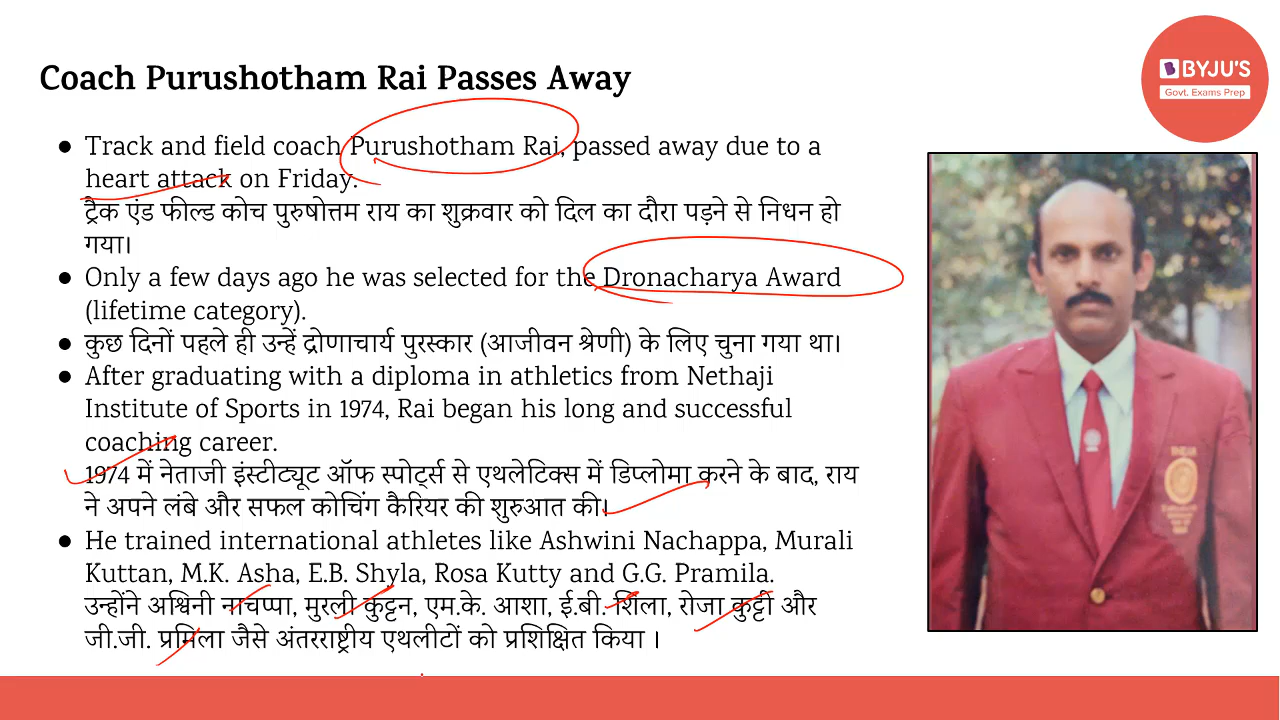 Coach Purushotham Rai Passes Away
BYJU'S
Govt. Exams Prep
● Track and field coach Purushotham Rai, passed away due to a
heart attack on Friday.
ट्रैक एंड फील्ड कोच पुरुषोत्तम राय का शुक्रवार को दिल का दौरा पड़ने से निधन हो
गया।
● Only a few days ago he was selected for the Dronacharya Award
(lifetime category).
● कुछ दिनों पहले ही उन्हें द्रोणाचार्य पुरस्कार (आजीवन श्रेणी) के लिए चुना गया था।
● After graduating with a diploma in athletics from Nethaji
Institute of Sports in 1974, Rai began his long and successful
coaching career.
1974 में नेताजी इंस्टीट्यूट ऑफ स्पोर्ट्स से एथलेटिक्स में डिप्लोमा करने के बाद, राय
ने अपने लंबे और सफल कोचिंग कैरियर की शुरुआत की।
● He trained international athletes like Ashwini Nachappa, Murali
Kuttan, M.K. Asha, E.B. Shyla, Rosa Kutty and G.G. Pramila.
उन्होंने अश्विनी नाचप्पा, मुरली कुट्टन, एम.के. आशा, ई.बी. शिला, रोजा कुट्टी और
जी.जी. प्रमिला जैसे अंतरराष्ट्रीय एथलीटों को प्रशिक्षित किया ।